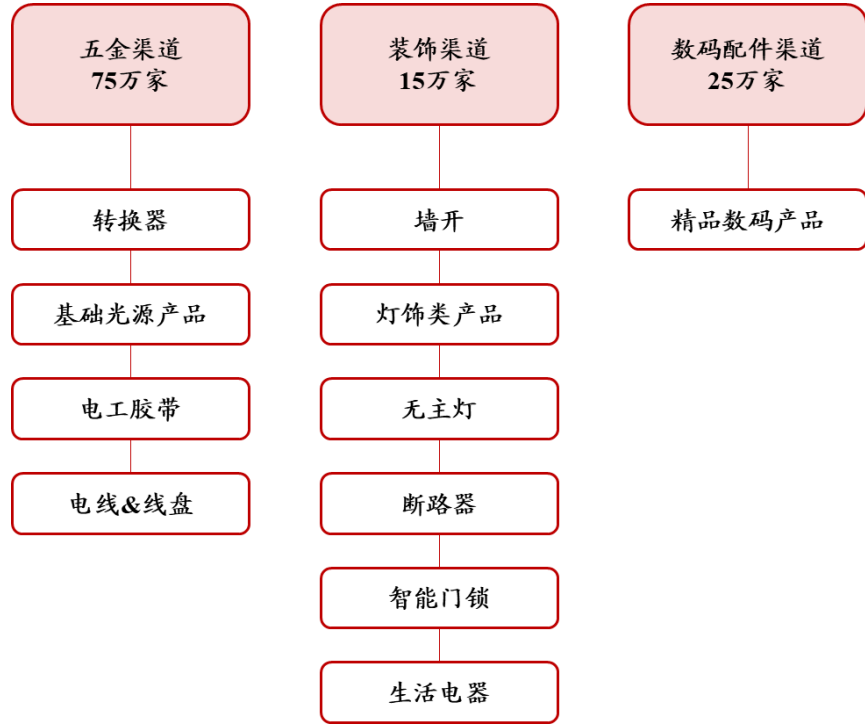 五金渠道
75万家
转换器
基础光源产品
电工胶带
电线&线盘
装饰渠道
15万家
墙开
灯饰类产品
无主灯
断路器
智能门锁
生活电器
数码配件渠道
25万家
精品数码产品